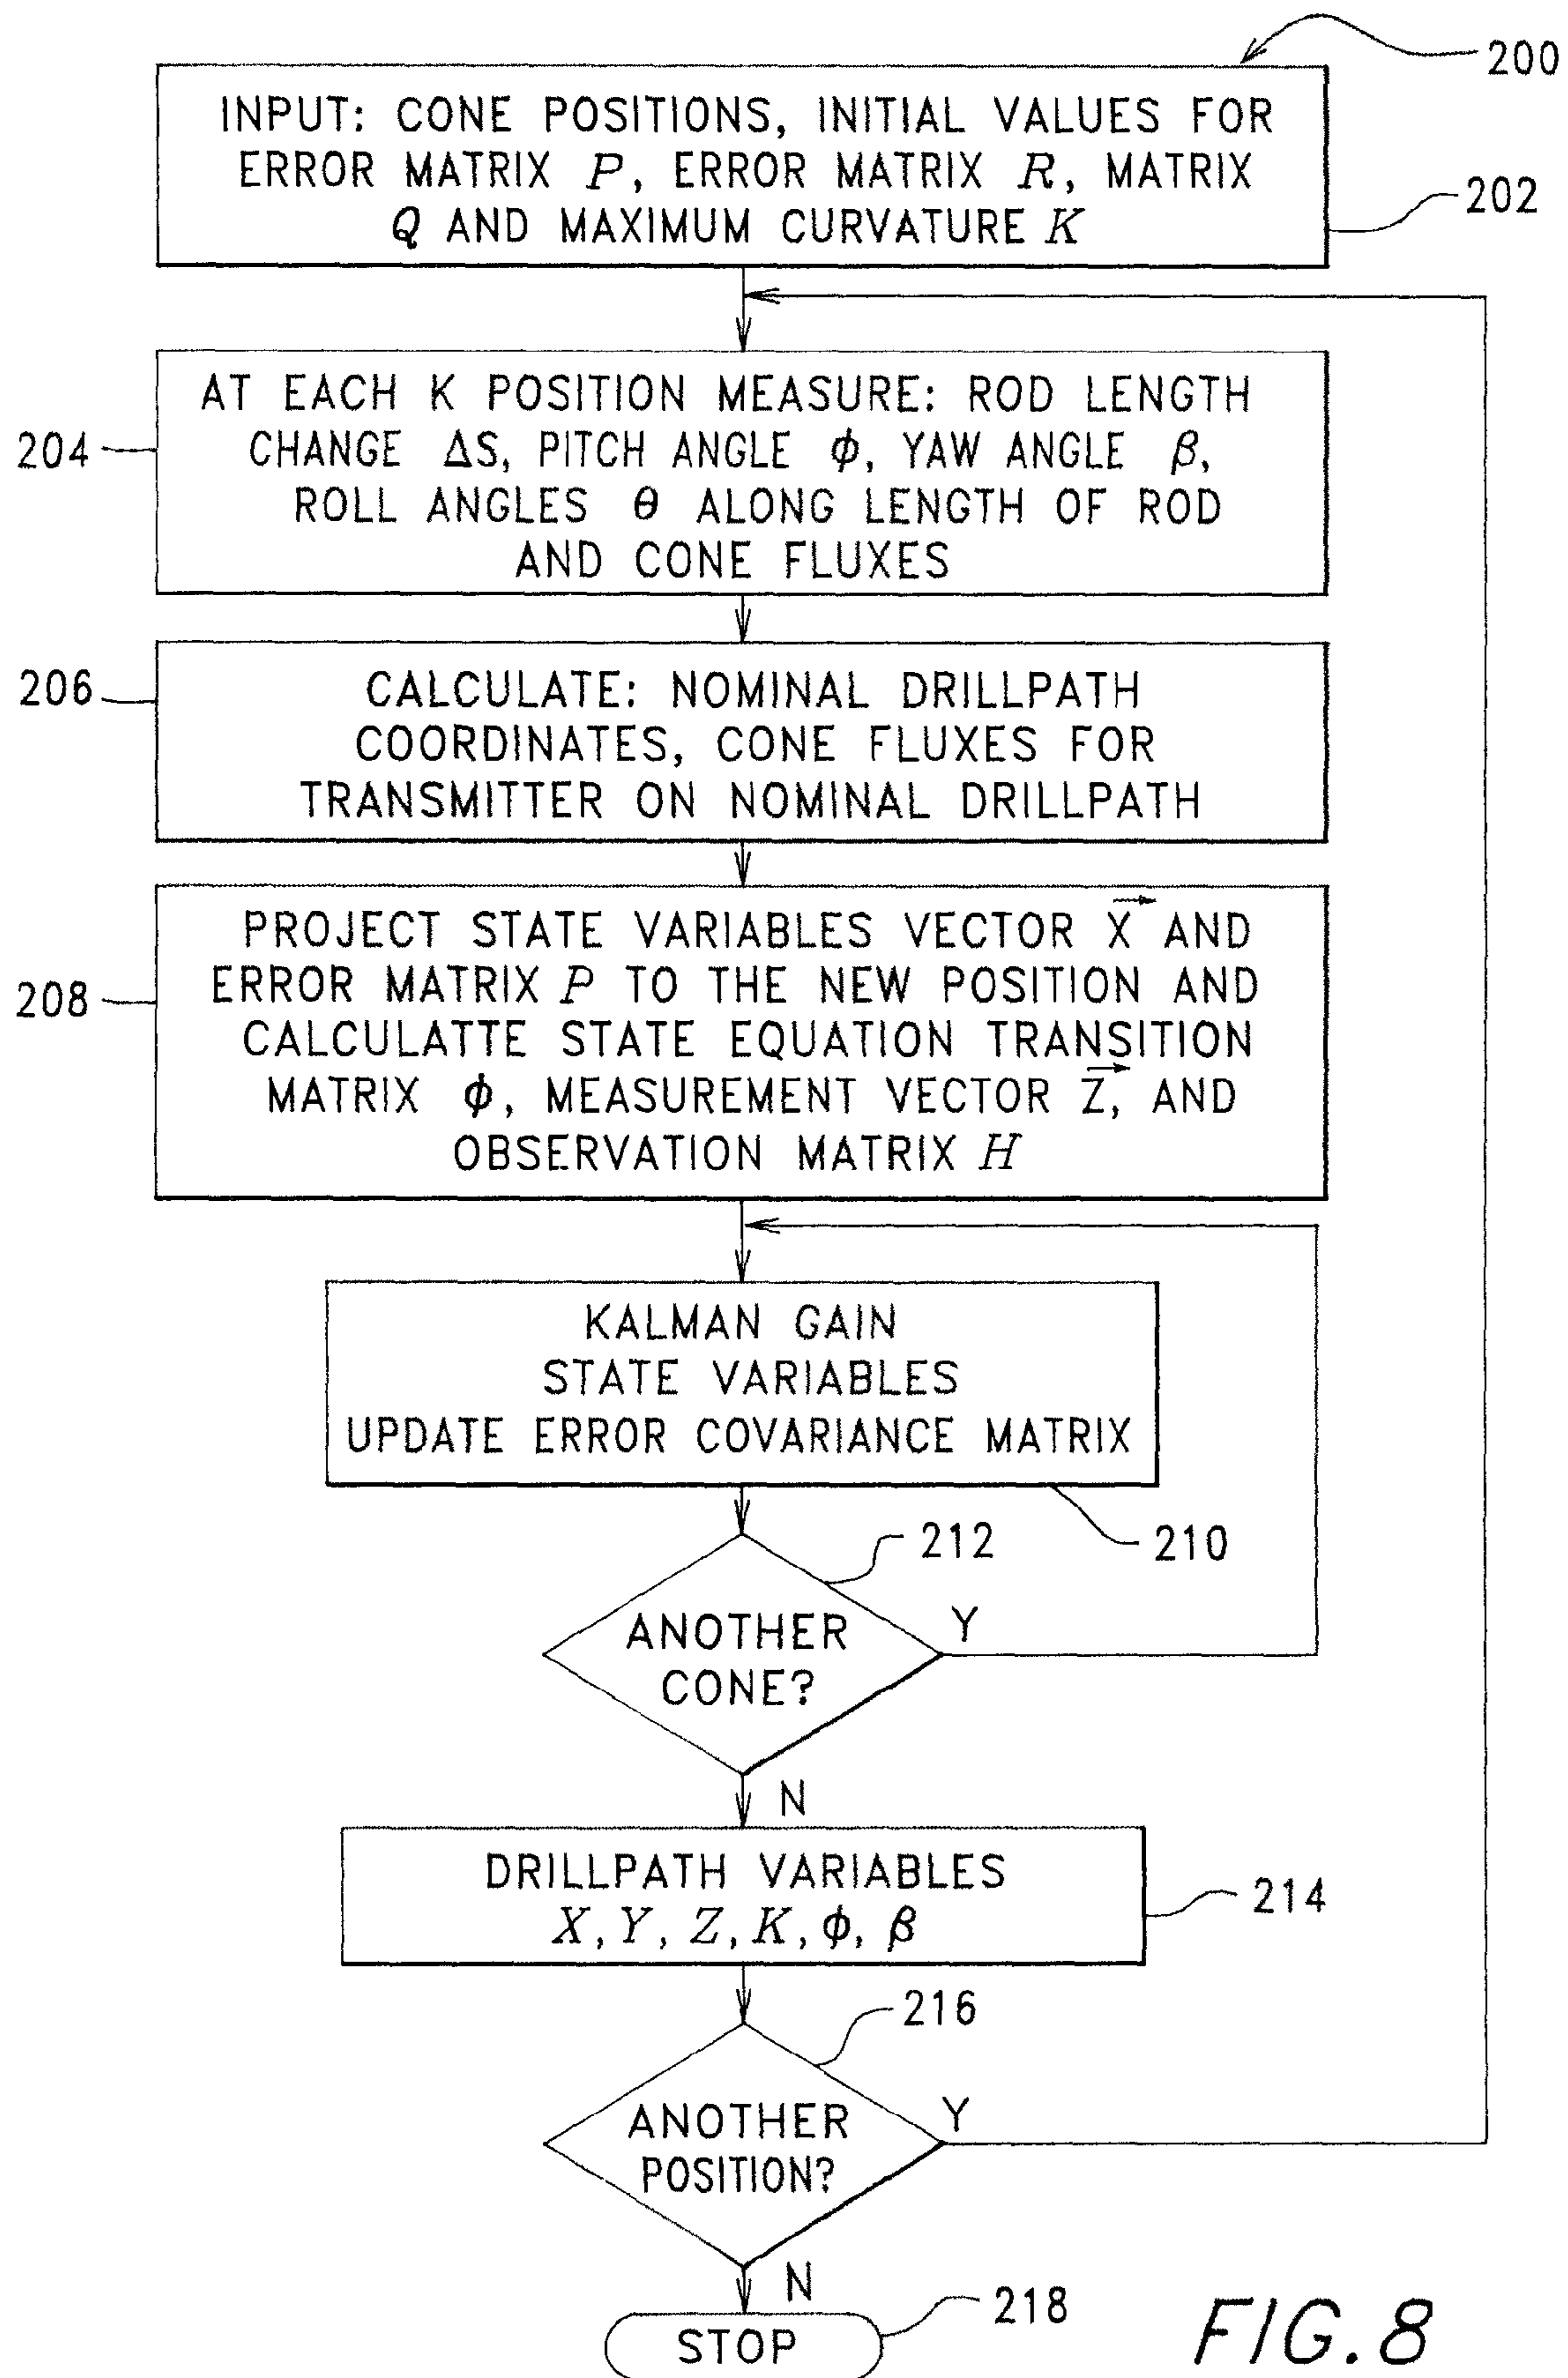 200
INPUT: CONE POSITIONS, INITIAL VALUES FOR
ERROR MATRIX P, ERROR MATRIX R, MATRIX
Q AND MAXIMUM CURVATURE K
202
AT EACH K POSITION MEASURE: ROD LENGTH
CHANGE ΔS, PITCH ANGLE ϕ, YAW ANGLE β,
ROLL ANGLES θ ALONG LENGTH OF ROD
AND CONE FLUXES
204
CALCULATE: NOMINAL DRILLPATH
COORDINATES, CONE FLUXES FOR
TRANSMITTER ON NOMINAL DRILLPATH
206
PROJECT STATE VARIABLES VECTOR X⃗ AND
ERROR MATRIX P TO THE NEW POSITION AND
CALCULATTE STATE EQUATION TRANSITION
MATRIX ϕ, MEASUREMENT VECTOR Z⃗, AND
OBSERVATION MATRIX H
208
KALMAN GAIN
STATE VARIABLES
UPDATE ERROR COVARIANCE MATRIX
210
212
ANOTHER
CONE?
Y
N
DRILLPATH VARIABLES
X, Y, Z, K, ϕ, β
214
216
ANOTHER
POSITION?
Y
N
STOP
218
FIG. 8